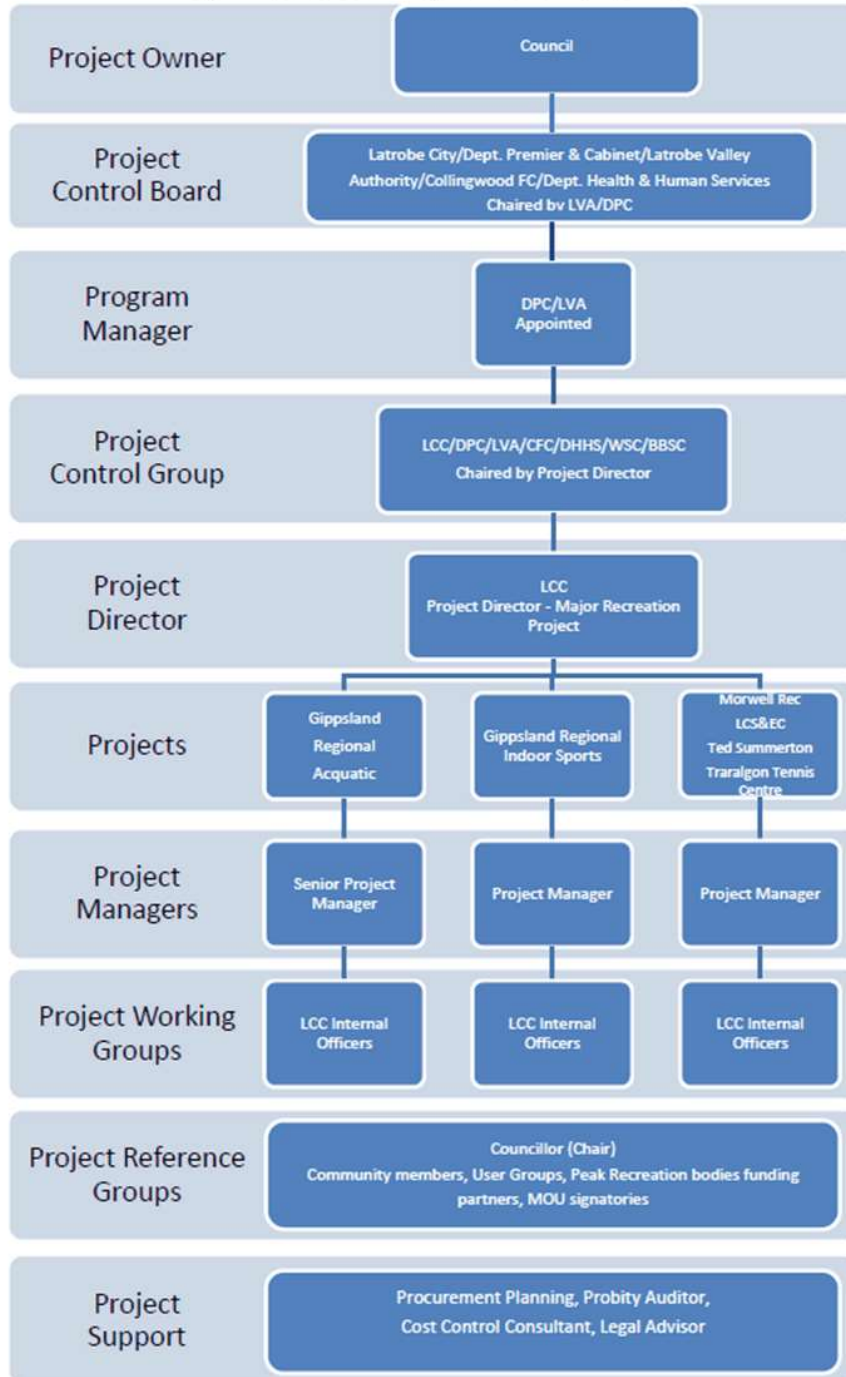 Project Owner
Council
Project
Control Board
Latrobe City/Dept. Premier & Cabinet/Latrobe Valley
Authority/Collingwood FC/Dept. Health & Human Services
Chaired by LVA/DPC
Program
Manager
DPC/LVA
Appointed
Project
Control Group
LCC/DPC/LVA/CFC/DHHS/WSC/BBSC
Chaired by Project Director
Project
Director
LCC
Project Director - Major Recreation
Project
Projects
Gippsland
Regional
Acquatic
Gippsland Regional
Indoor Sports
Morwell Rec
LCS&EC
Ted Summerton
Traralgon Tennis
Centre
Project
Managers
Senior Project
Manager
Project Manager
Project Manager
Project Working
Groups
LCC Internal
Officers
LCC Internal
Officers
LCC Internal
Officers
Project Reference
Groups
Councillor (Chair)
Community members, User Groups, Peak Recreation bodies funding
partners, MOU signatories
Project
Support
Procurement Planning, Probity Auditor,
Cost Control Consultant, Legal Advisor